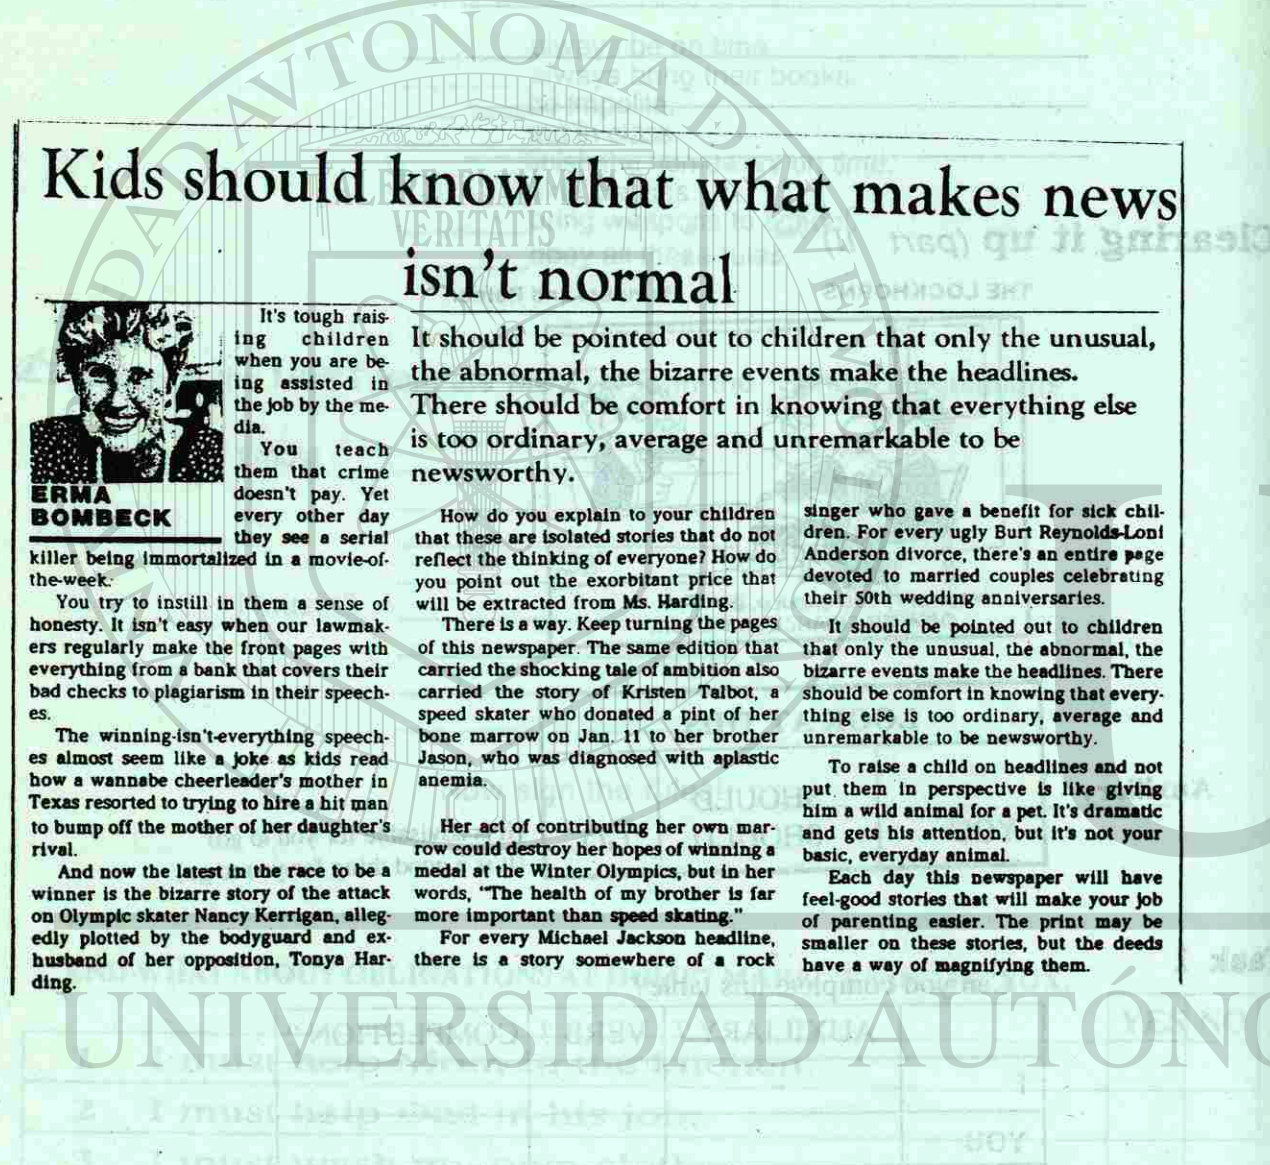 Kids should know that what makes news
isn't normal
ERMA
BOMBECK
It's tough rais-
ing children
when you are be-
ing assisted in
the job by the me-
dia.
You teach
them that crime
doesn't pay. Yet
every other day
they see a serial
killer being immortalized in a movie-of-
the-week.
You try to instill in them a sense of
honesty. It isn't easy when our lawmak-
ers regularly make the front pages with
everything from a bank that covers their
bad checks to plagiarism in their speech-
es.
The winning-isn't-everything speech-
es almost seem like a joke as kids read
how a wannabe cheerleader's mother in
Texas resorted to trying to hire a hit man
to bump off the mother of her daughter's
rival.
And now the latest in the race to be a
winner is the bizarre story of the attack
on Olympic skater Nancy Kerrigan, alleg-
edly plotted by the bodyguard and ex-
husband of her opposition, Tonya Har-
ding.
It should be pointed out to children that only the unusual,
the abnormal, the bizarre events make the headlines.
There should be comfort in knowing that everything else
is too ordinary, average and unremarkable to be
newsworthy.
How do you explain to your children
that these are isolated stories that do not
reflect the thinking of everyone? How do
you point out the exorbitant price that
will be extracted from Ms. Harding.
There is a way. Keep turning the pages
of this newspaper. The same edition that
carried the shocking tale of ambition also
carried the story of Kristen Talbot, a
speed skater who donated a pint of her
bone marrow on Jan. 11 to her brother
Jason, who was diagnosed with aplastic
anemia.
Her act of contributing her own mar-
row could destroy her hopes of winning a
medal at the Winter Olympics, but in her
words, "The health of my brother is far
more important than speed skating."
For every Michael Jackson headline,
there is a story somewhere of a rock
singer who gave a benefit for sick chil-
dren. For every ugly Burt Reynolds-Loni
Anderson divorce, there's an entire page
devoted to married couples celebrating
their 50th wedding anniversaries.
It should be pointed out to children
that only the unusual, the abnormal, the
bizarre events make the headlines. There
should be comfort in knowing that every-
thing else is too ordinary, average and
unremarkable to be newsworthy.
To raise a child on headlines and not
put them in perspective is like giving
him a wild animal for a pet. It's dramatic
and gets his attention, but it's not your
basic, everyday animal.
Each day this newspaper will have
feel-good stories that will make your job
of parenting easier. The print may be
smaller on these stories, but the deeds
have a way of magnifying them.
VERITATIS
UNIVERSIDAD AUTÓNO